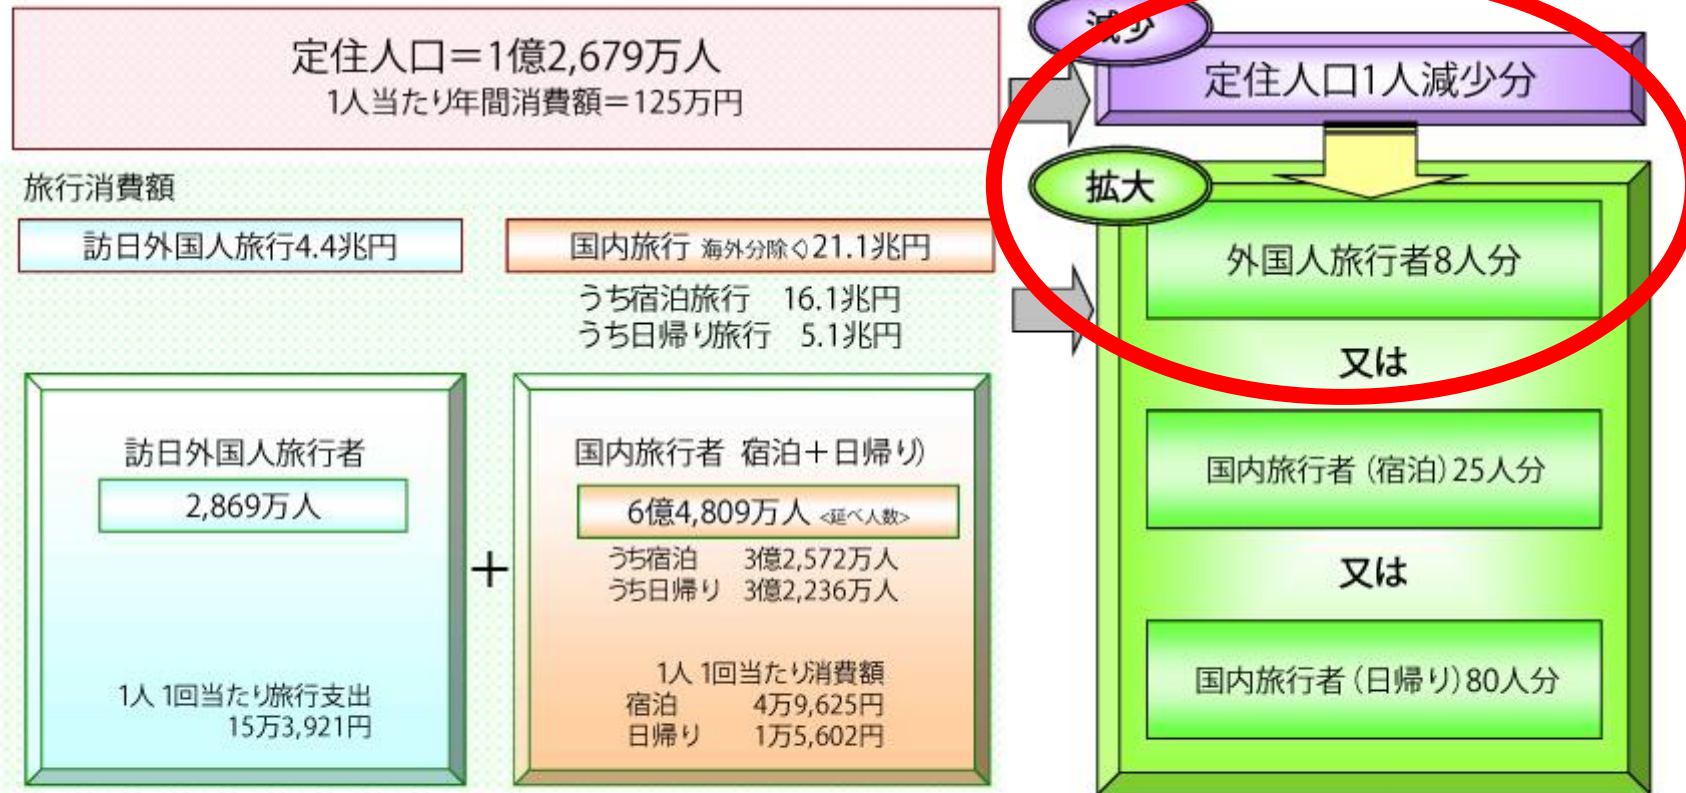 定住人口＝1億2,679万人
1人当たり年間消費額＝125万円
旅行消費額
訪日外国人旅行4.4兆円
国内旅行 海外分除く)21.1兆円
うち宿泊旅行 16.1兆円
うち日帰り旅行 5.1兆円
訪日外国人旅行者
2,869万人
1人1回当たり旅行支出
15万3,921円
＋
国内旅行者 宿泊＋日帰り)
6億4,809万人 <延べ人数>
うち宿泊 3億2,572万人
うち日帰り 3億2,236万人
1人1回当たり消費額
宿泊 4万9,625円
日帰り 1万5,602円
減少
定住人口1人減少分
拡大
外国人旅行者8人分
又は
国内旅行者（宿泊）25人分
又は
国内旅行者（日帰り）80人分